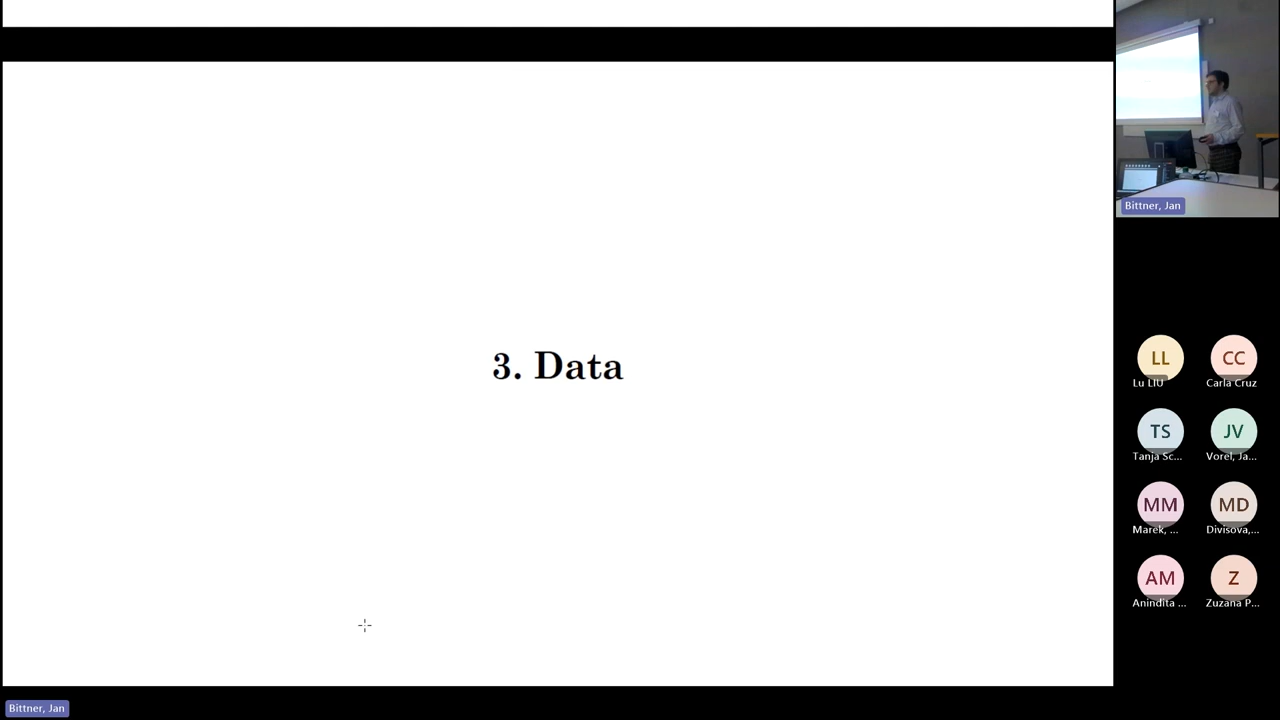 3. Data
Bittner, Jan
LL
Lu LIU
CC
Carla Cruz
TS
Tanja Sc...
JV
Vorel, Ja...
MM
Marek, ...
MD
Divisova,...
AM
Anindita ...
Z
Zuzana P...
Bittner, Jan